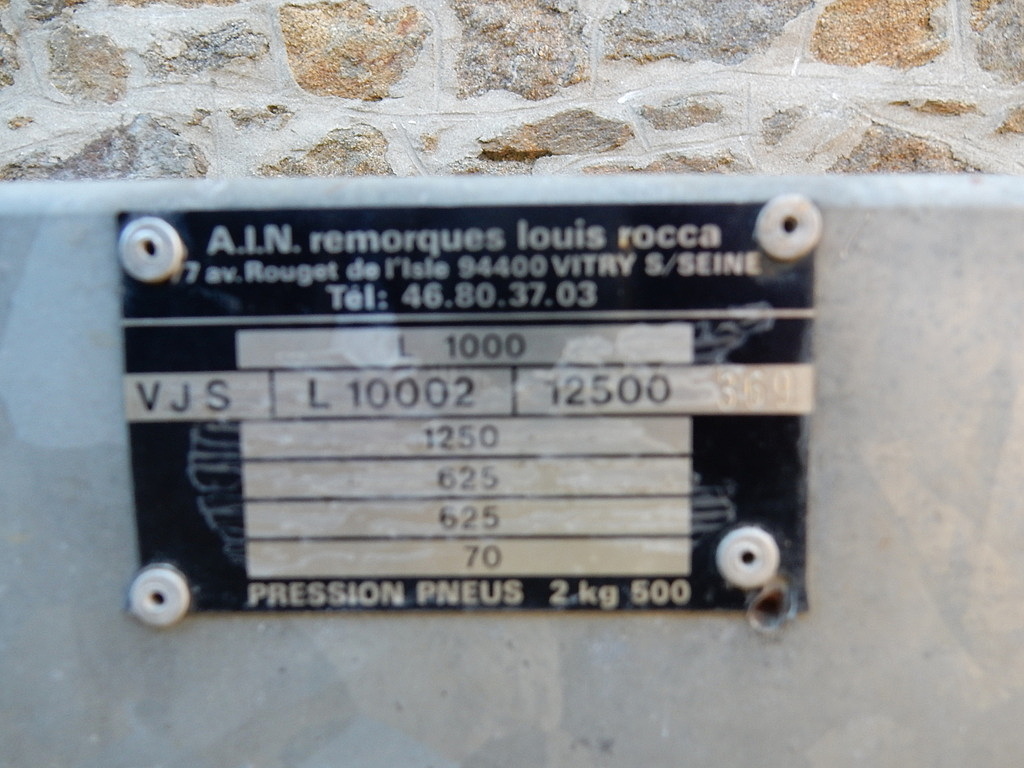 A.I.N. remorques louis rocca
av. Rouget de l'Isle 94400 VITRY S/SEINE
Tél: 46.80.37.03
L 1000
VJS L 10002 12500 369
1250
625
625
70
PRESSION PNEUS 2 kg 500